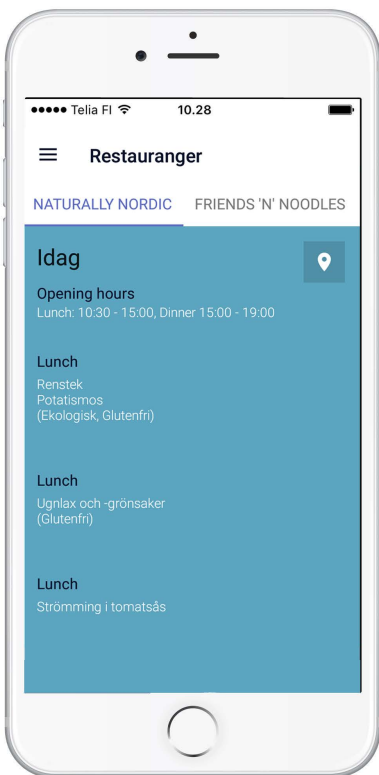 Telia FI 10.28
Restauranger
NATURALLY NORDIC FRIENDS 'N' NOODLES
Idag
Opening hours
Lunch: 10:30 - 15:00, Dinner 15:00 - 19:00
Lunch
Renstek
Potatismos
(Ekologisk, Glutenfri)
Lunch
Ugnlax och -grönsaker
(Glutenfri)
Lunch
Strömming i tomatsås